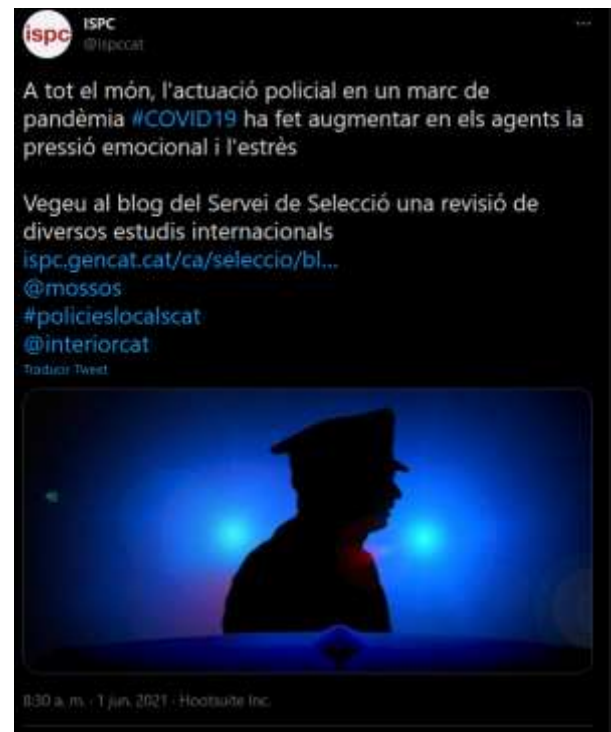 ispc
ISPC
@ispccat
A tot el món, l'actuació policial en un marc de
pandèmia #COVID19 ha fet augmentar en els agents la
pressió emocional i l'estrès
Vegeu al blog del Servei de Selecció una revisió de
diversos estudis internacionals
ispc.gencat.cat/ca/seleccio/bl...
@mossos
#policieslocalscat
@interiorcat
Traducir Tweet
8:30 a. m. · 1 jun. 2021 · Hootsuite Inc.